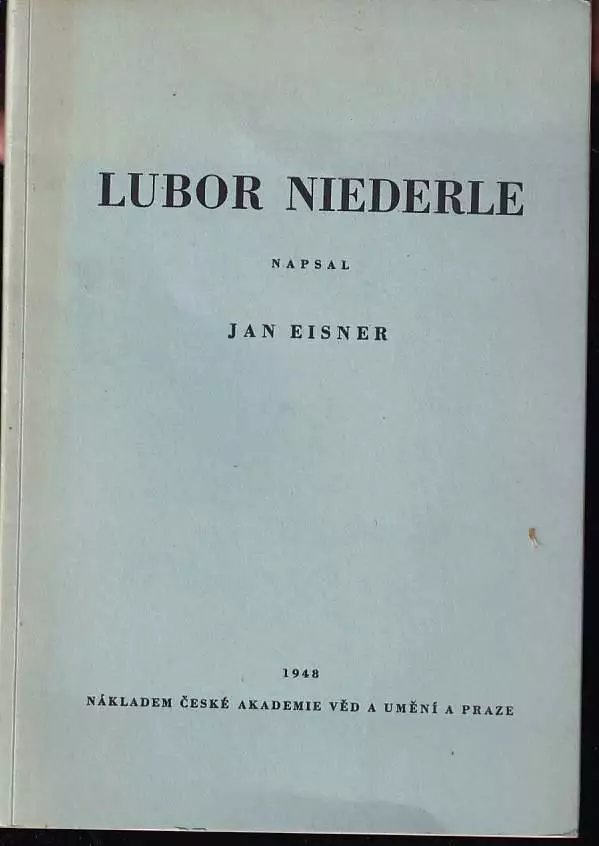 LUBOR NIEDERLE
NAPSAL
JAN EISNER
1948
NÁKLADEM ČESKÉ AKADEMIE VĚD A UMĚNÍ A PRAZE